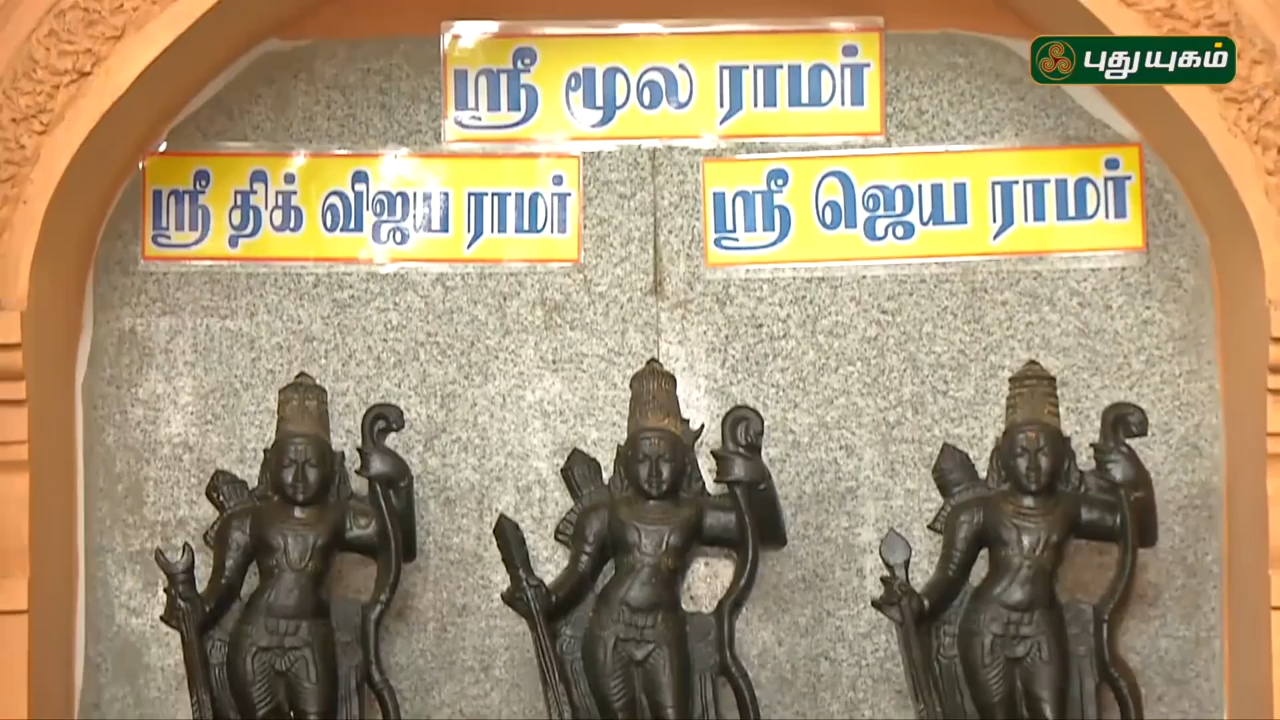 ஸ்ரீ மூல ராமர்
புதுயுகம்
ஸ்ரீ திக் விஜய ராமர்
ஸ்ரீ ஜெய ராமர்